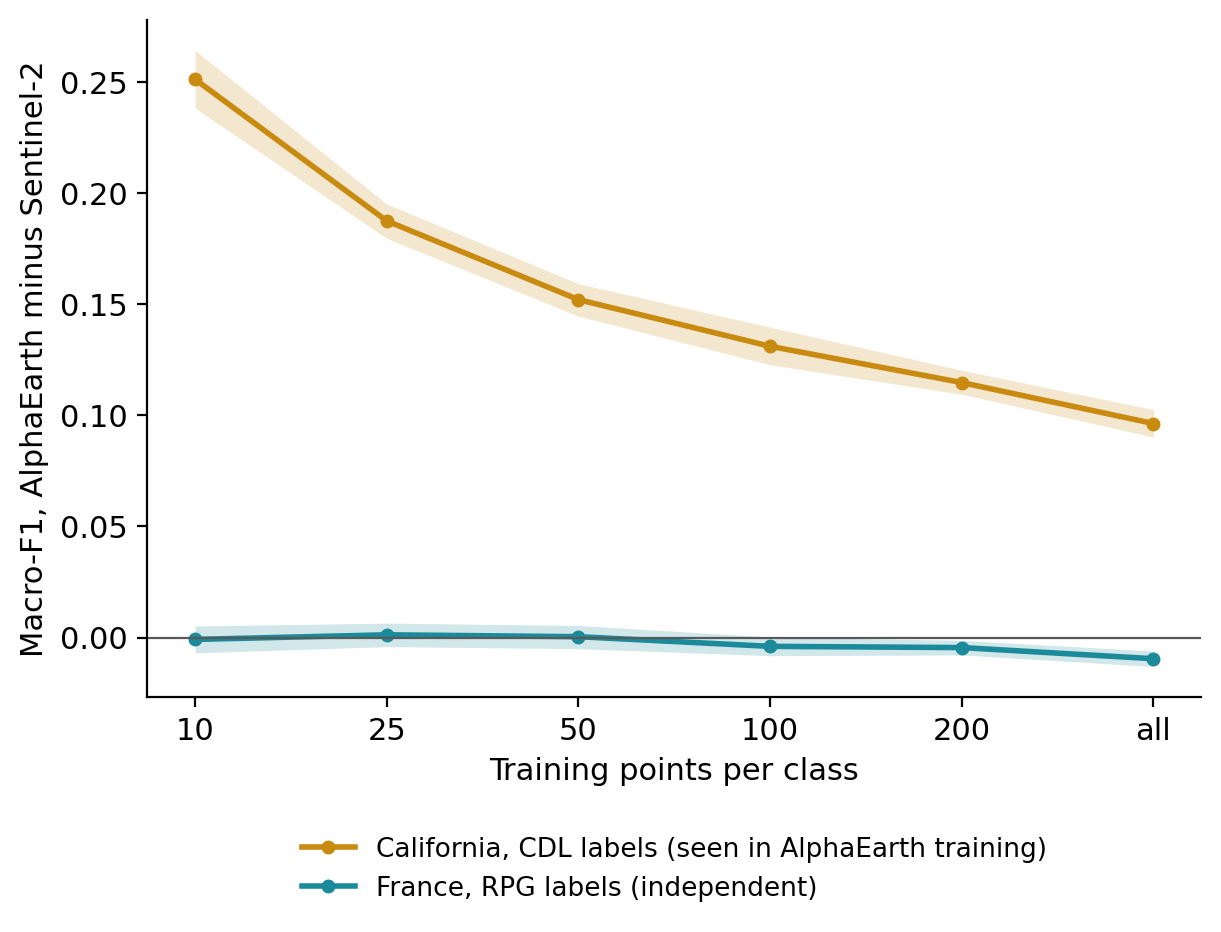 Macro-F1, AlphaEarth minus Sentinel-2
0.25
0.20
0.15
0.10
0.05
0.00
10 25 50 100 200 all
Training points per class
California, CDL labels (seen in AlphaEarth training)
France, RPG labels (independent)